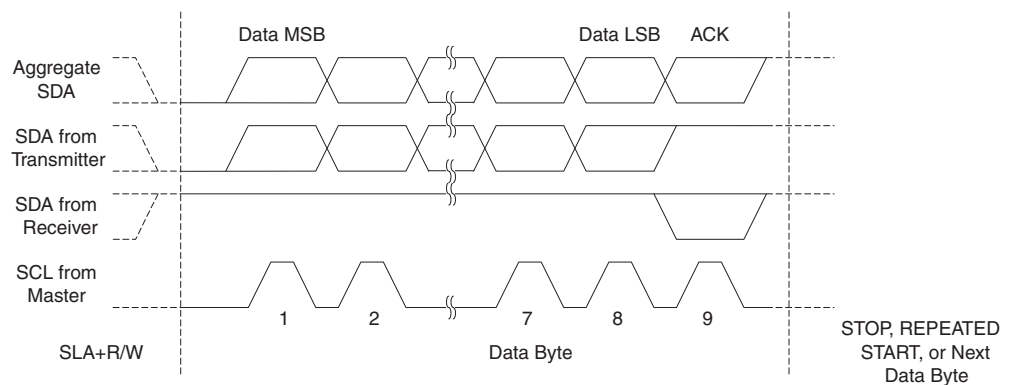 Data MSB Data LSB ACK
Aggregate
SDA
SDA from
Transmitter
SDA from
Receiver
SCL from
Master
1 2 7 8 9
SLA+R/W Data Byte
STOP, REPEATED
START, or Next
Data Byte